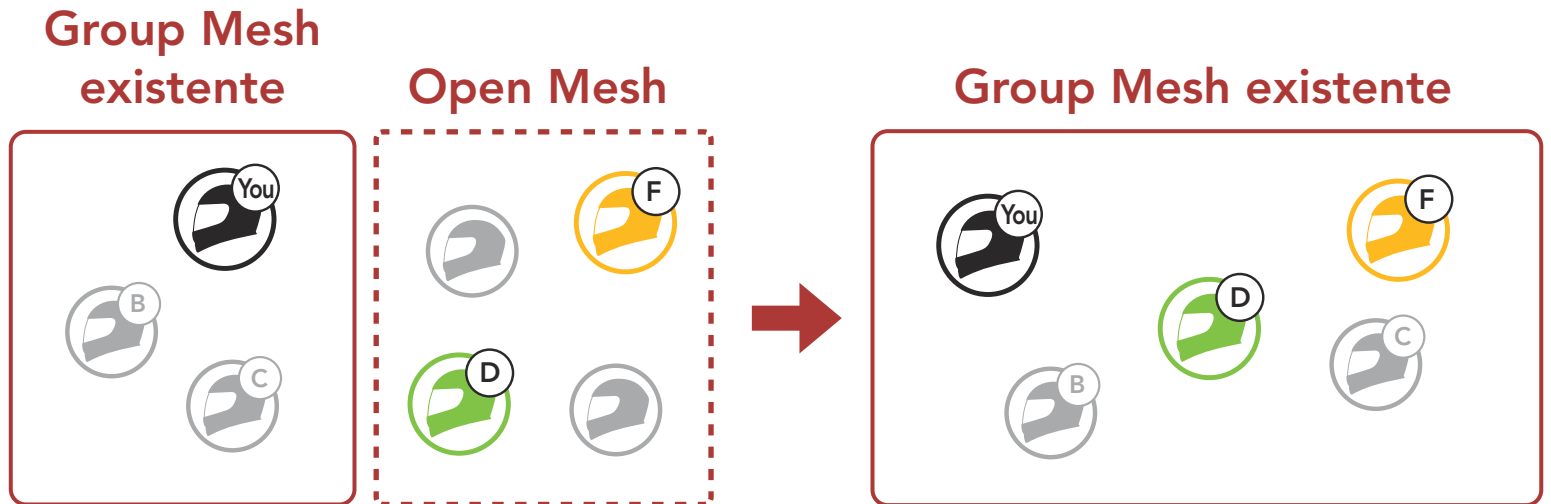 Group Mesh
existente
Open Mesh
Group Mesh existente
You
B
C
F
D
You
F
D
C
B